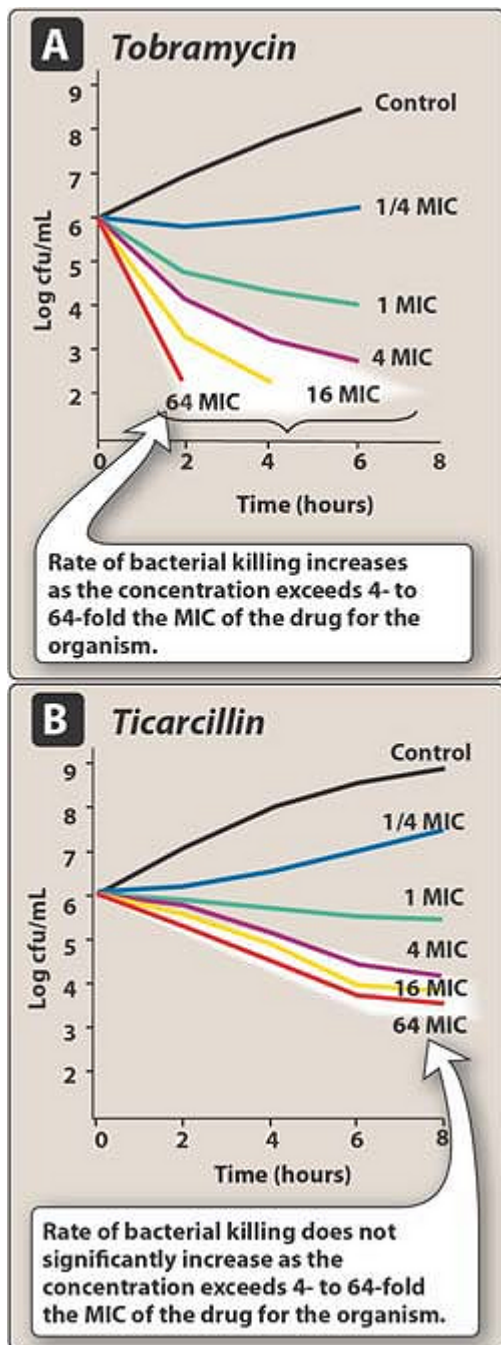 A Tobramycin
Control
1/4 MIC
1 MIC
4 MIC
16 MIC
64 MIC
Log cfu/mL
9
8
7
6
5
4
3
2
0 2 4 6 8
Time (hours)
Rate of bacterial killing increases
as the concentration exceeds 4- to
64-fold the MIC of the drug for the
organism.
B Ticarcillin
Control
1/4 MIC
1 MIC
4 MIC
16 MIC
64 MIC
Log cfu/mL
9
8
7
6
5
4
3
2
0 2 4 6 8
Time (hours)
Rate of bacterial killing does not
significantly increase as the
concentration exceeds 4- to 64-fold
the MIC of the drug for the organism.